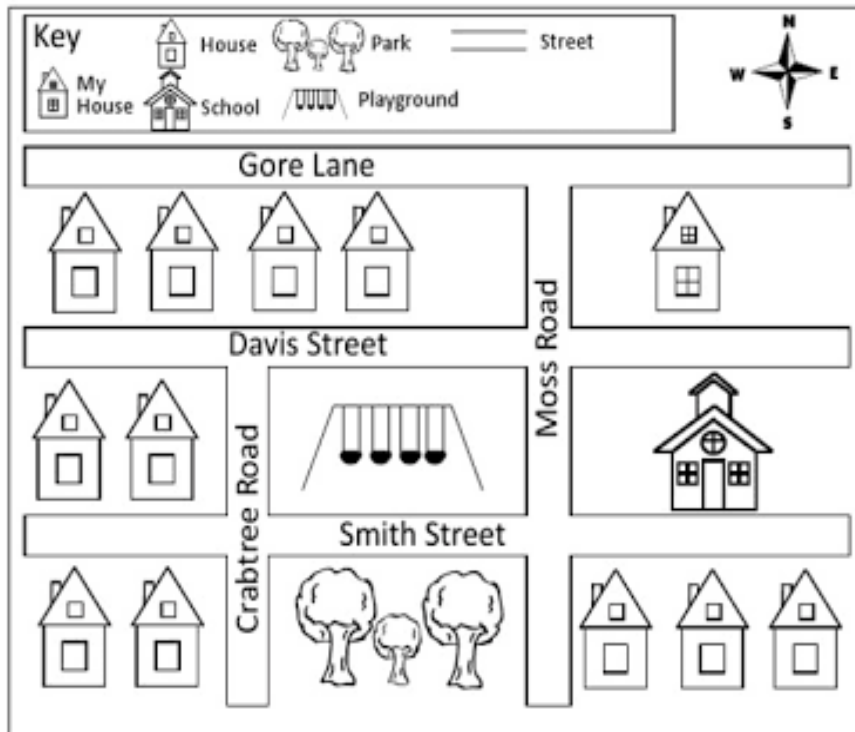 Key
House
Park
Street
My
House
School
Playground
N
W
E
S
Gore Lane
Davis Street
Moss Road
Crabtree Road
Smith Street